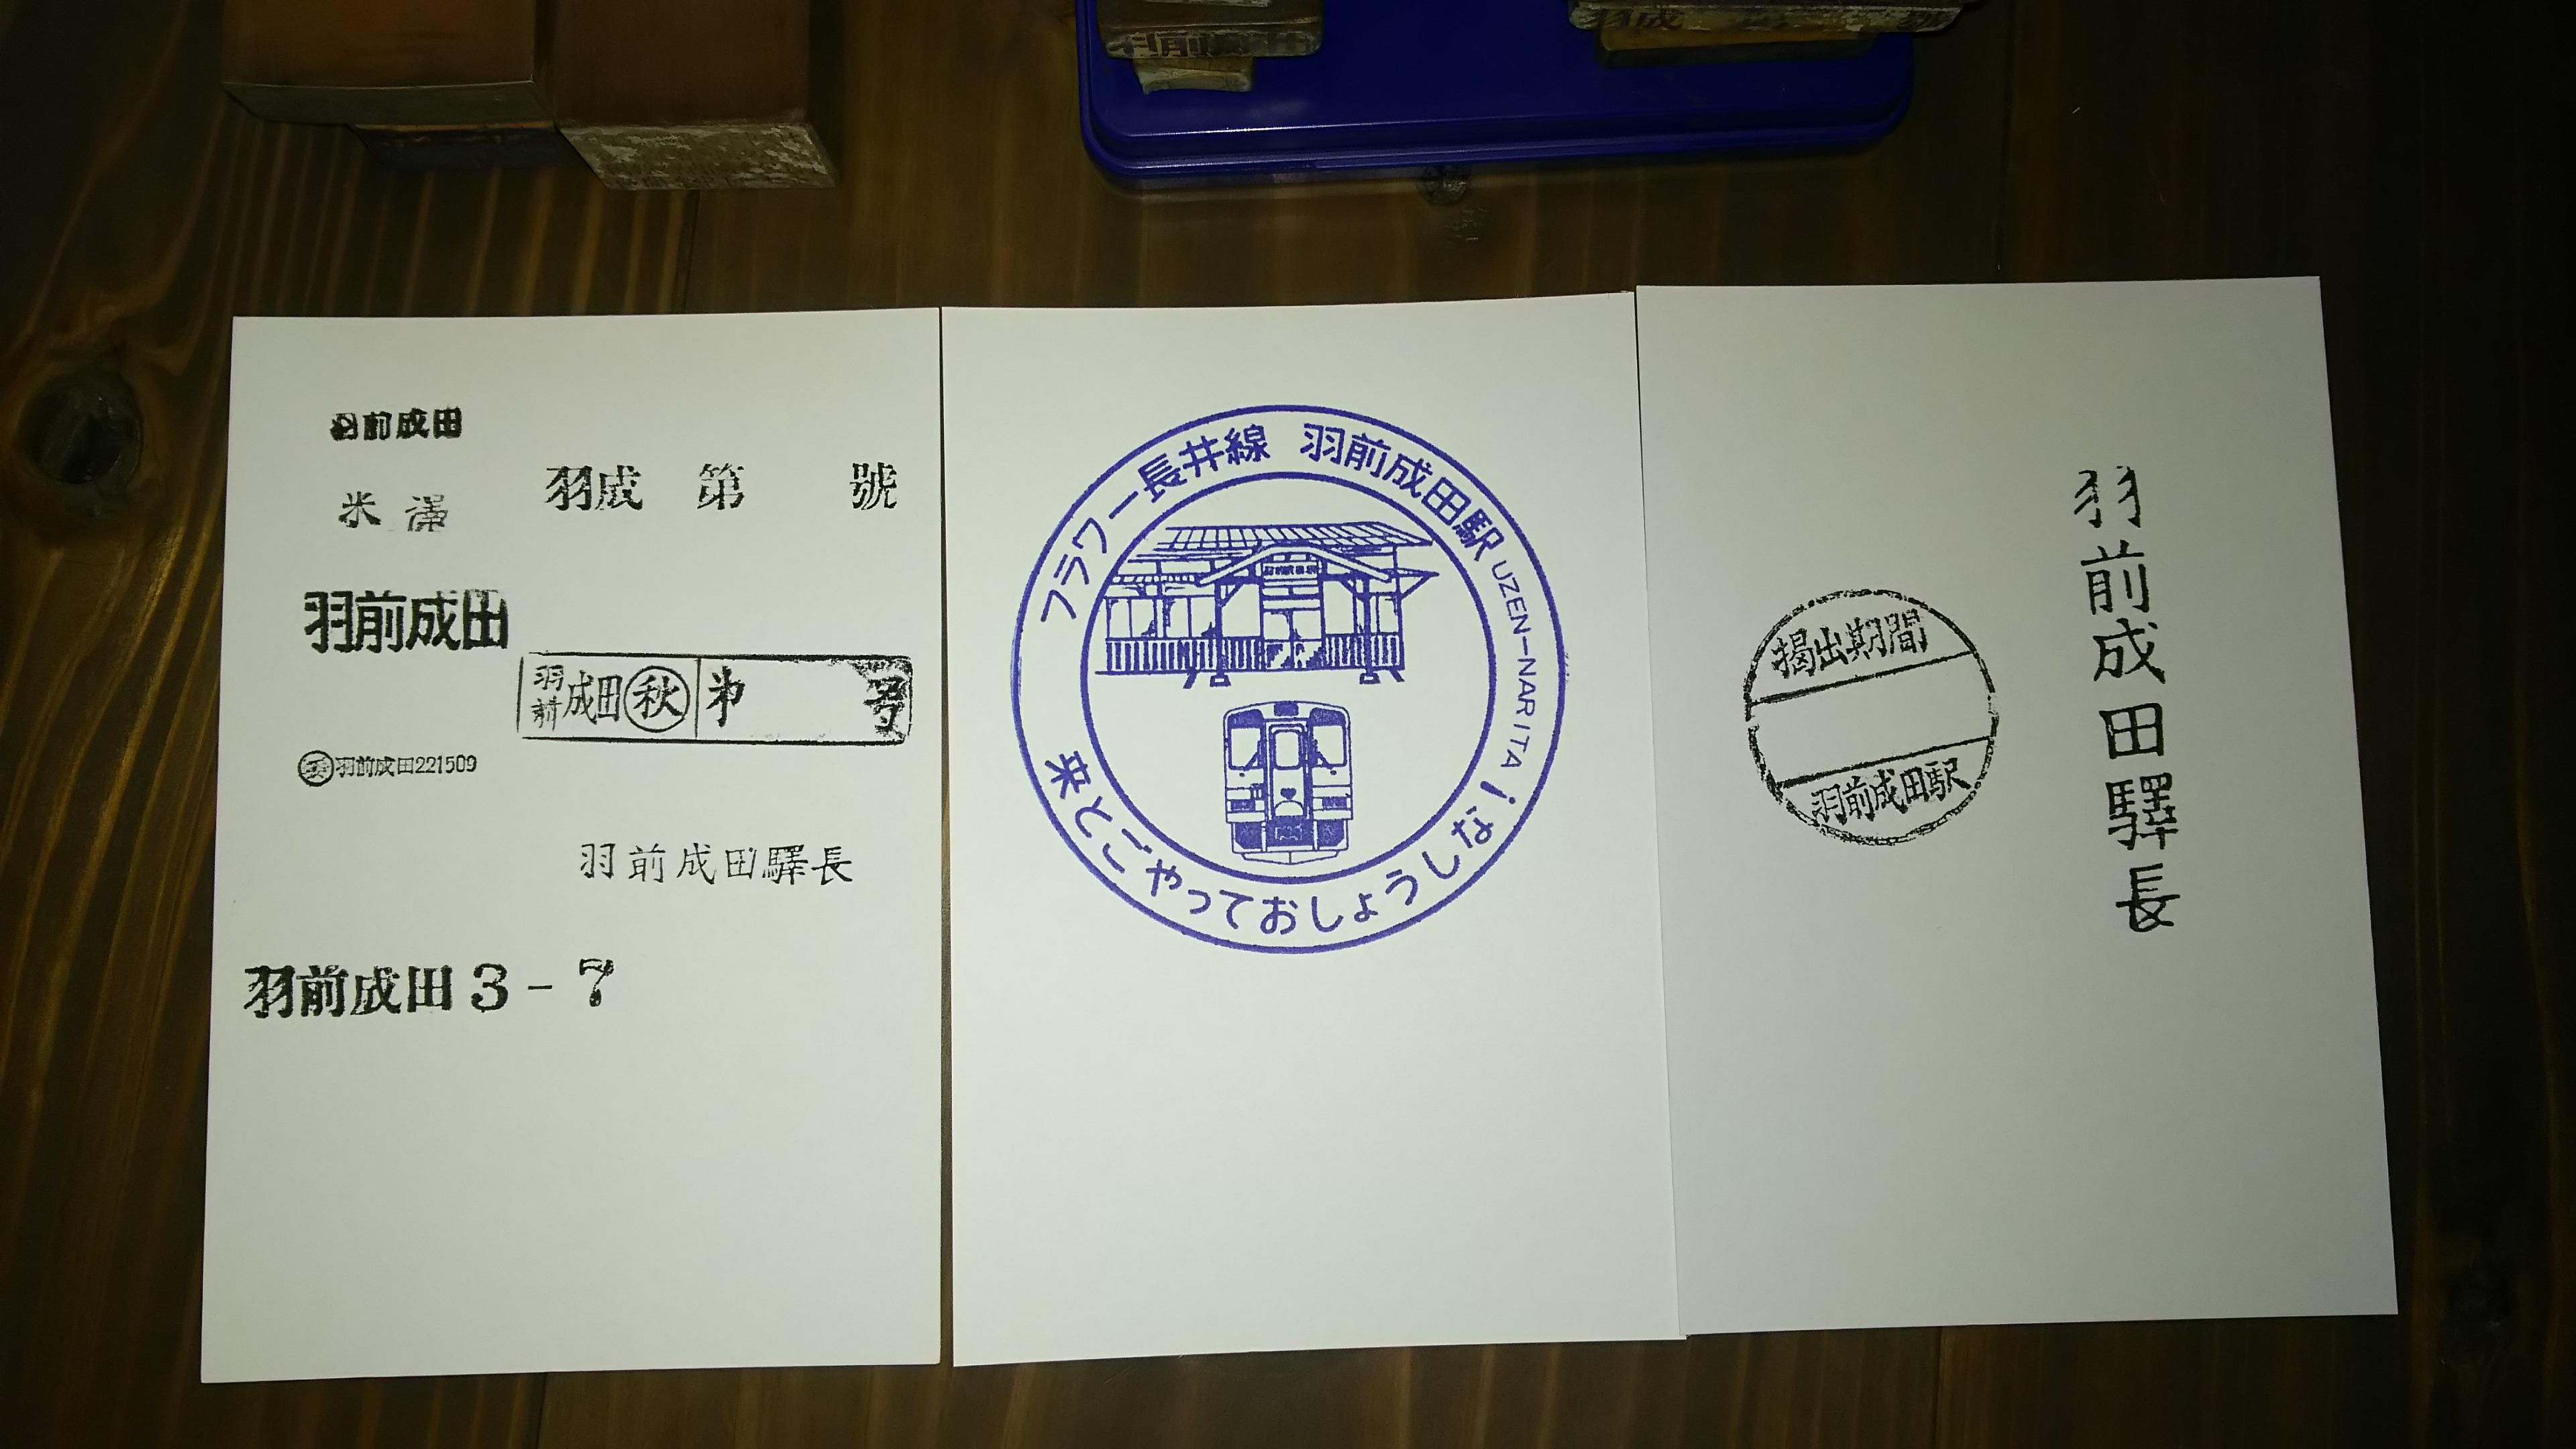 羽前成田
米澤
羽成 第 號
羽前成田
羽前成田㊙秋 㐧 号
羽前成田221509
羽前成田驛長
羽前成田3-7
フラワー長井線 羽前成田駅 UZEN-NARITA
来とごやっておしょうしな!
羽前成田驛長
掲出期間
羽前成田駅